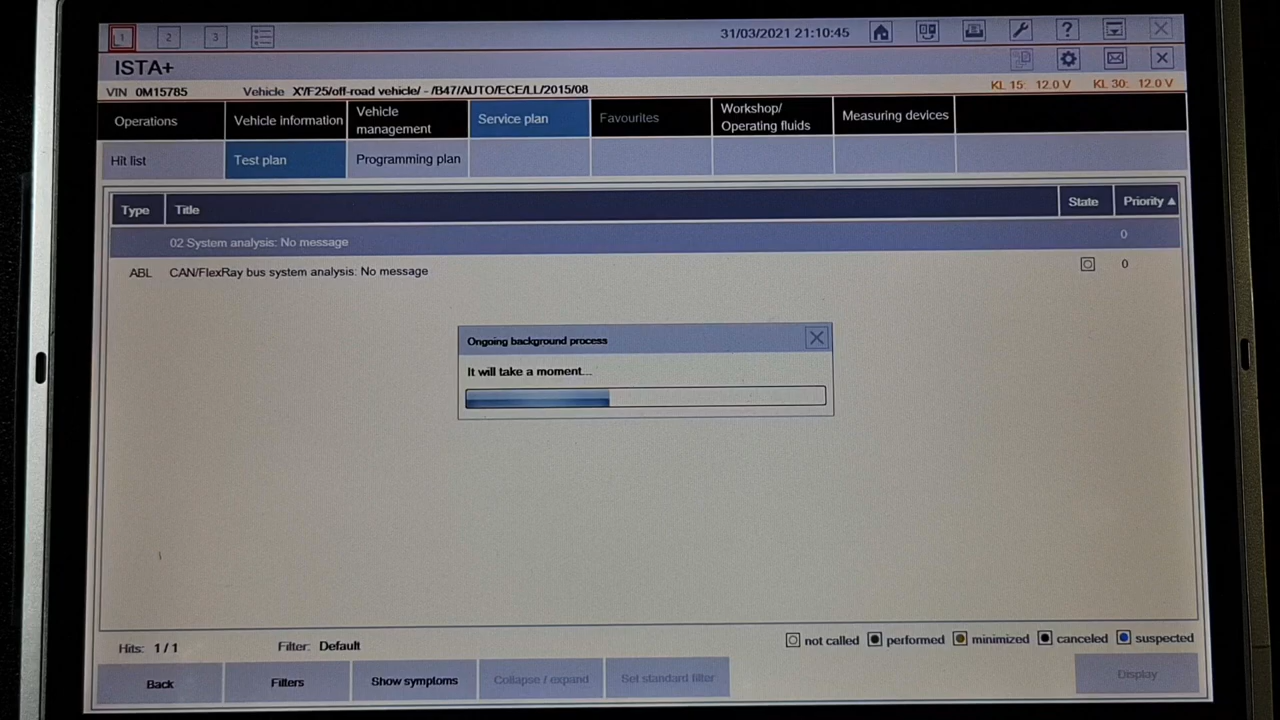 1 2 3 31/03/2021 21:10:45 ?
ISTA+
VIN 0M15785 Vehicle X'/F25/off-road vehicle/ - /B47/AUTO/ECE/LL/2015/08 KL 15: 12.0 V KL 30: 12.0 V
Operations Vehicle information Vehicle management Service plan Favourites Workshop/ Operating fluids Measuring devices
Hit list Test plan Programming plan
Type Title State Priority ▲
02 System analysis: No message 0
ABL CAN/FlexRay bus system analysis: No message 0
Ongoing background process
It will take a moment...
Hits: 1 / 1 Filter: Default not called performed minimized canceled suspected
Back Filters Show symptoms Collapse / expand Set standard filter Display